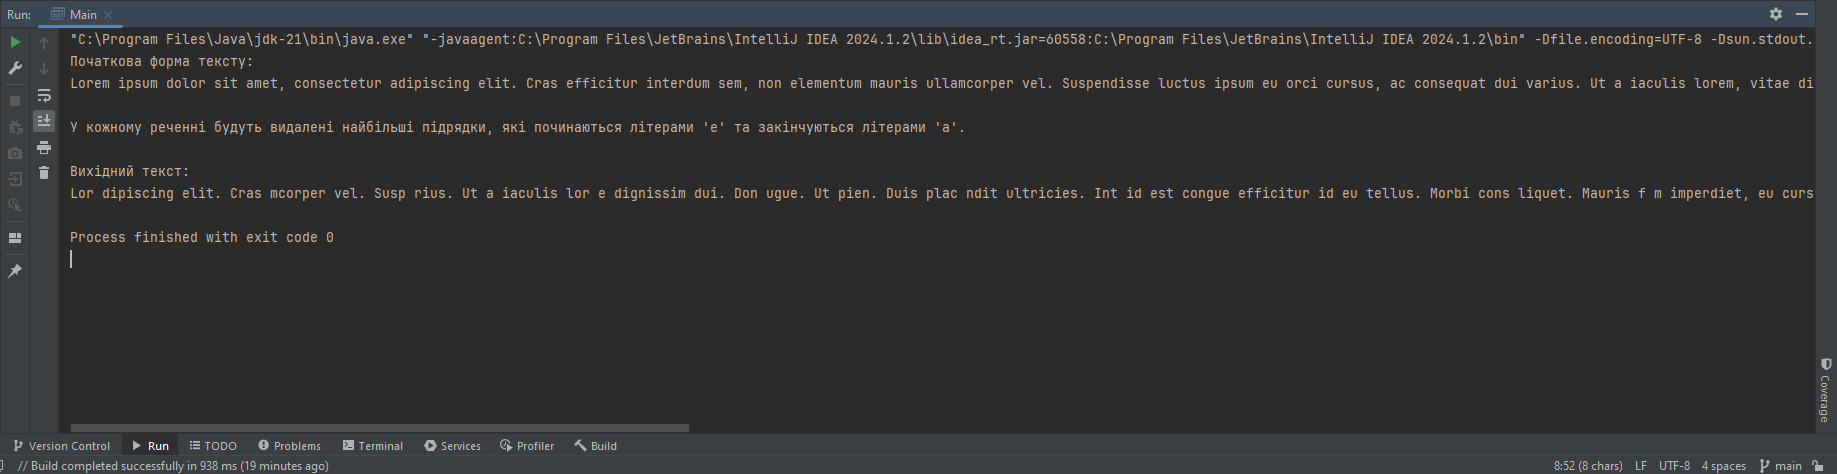 Run: Main
"C:\Program Files\Java\jdk-21\bin\java.exe" "-javaagent:C:\Program Files\JetBrains\IntelliJ IDEA 2024.1.2\lib\idea_rt.jar=60558:C:\Program Files\JetBrains\IntelliJ IDEA 2024.1.2\bin" -Dfile.encoding=UTF-8 -Dsun.stdout.
Початкова форма тексту:
Lorem ipsum dolor sit amet, consectetur adipiscing elit. Cras efficitur interdum sem, non elementum mauris ullamcorper vel. Suspendisse luctus ipsum eu orci cursus, ac consequat dui varius. Ut a iaculis lorem, vitae di
У кожному реченні будуть видалені найбільші підрядки, які починаються літерами 'e' та закінчуються літерами 'a'.
Вихідний текст:
Lor dipiscing elit. Cras mcorper vel. Susp rius. Ut a iaculis lor e dignissim dui. Don ugue. Ut pien. Duis plac ndit ultricies. Int id est congue efficitur id eu tellus. Morbi cons liquet. Mauris f m imperdiet, eu curs
Process finished with exit code 0
Coverage
Version Control Run TODO Problems Terminal Services Profiler Build
// Build completed successfully in 938 ms (19 minutes ago) 8:52 (8 chars) LF UTF-8 4 spaces main